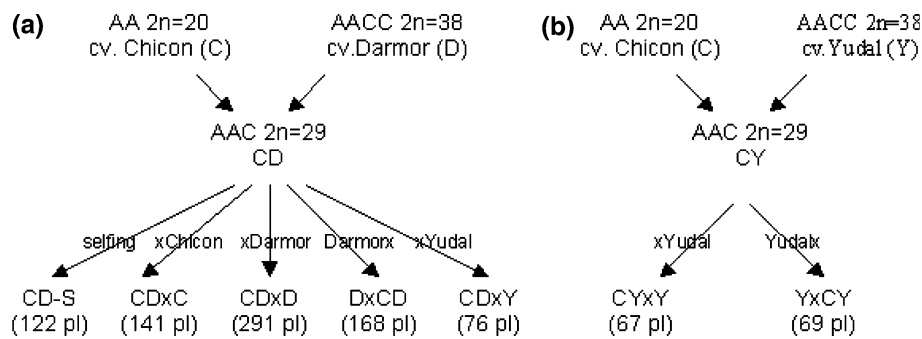 (a)
AA 2n=20
cv. Chicon (C)
AACC 2n=38
cv.Darmor (D)
AAC 2n=29
CD
selfing
xChicon
xDarmor
Darmorx
xYudal
CD-S
(122 pl)
CDxC
(141 pl)
CDxD
(291 pl)
DxCD
(168 pl)
CDxY
(76 pl)
(b)
AA 2n=20
cv. Chicon (C)
AACC 2n=38
cv.Yudal (Y)
AAC 2n=29
CY
xYudal
Yudalx
CYxY
(67 pl)
YxCY
(69 pl)